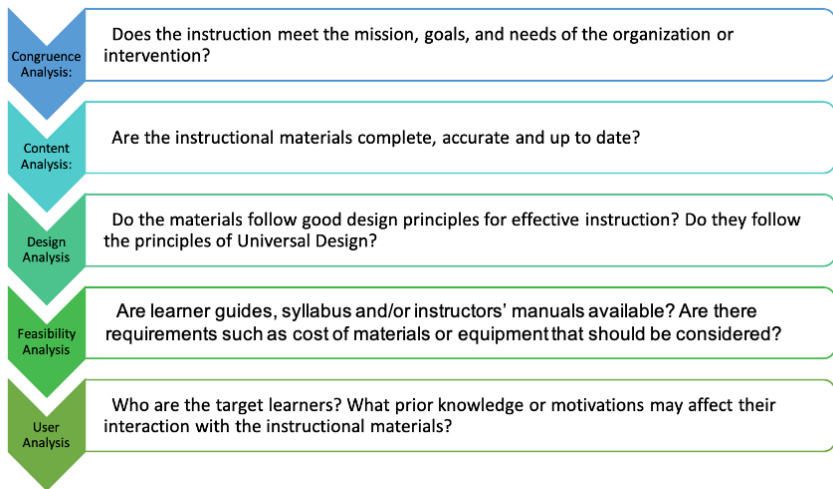 Congruence
Analysis:
Does the instruction meet the mission, goals, and needs of the organization or
intervention?
Content
Analysis:
Are the instructional materials complete, accurate and up to date?
Design
Analysis
Do the materials follow good design principles for effective instruction? Do they follow
the principles of Universal Design?
Feasibility
Analysis
Are learner guides, syllabus and/or instructors’ manuals available? Are there
requirements such as cost of materials or equipment that should be considered?
User
Analysis
Who are the target learners? What prior knowledge or motivations may affect their
interaction with the instructional materials?